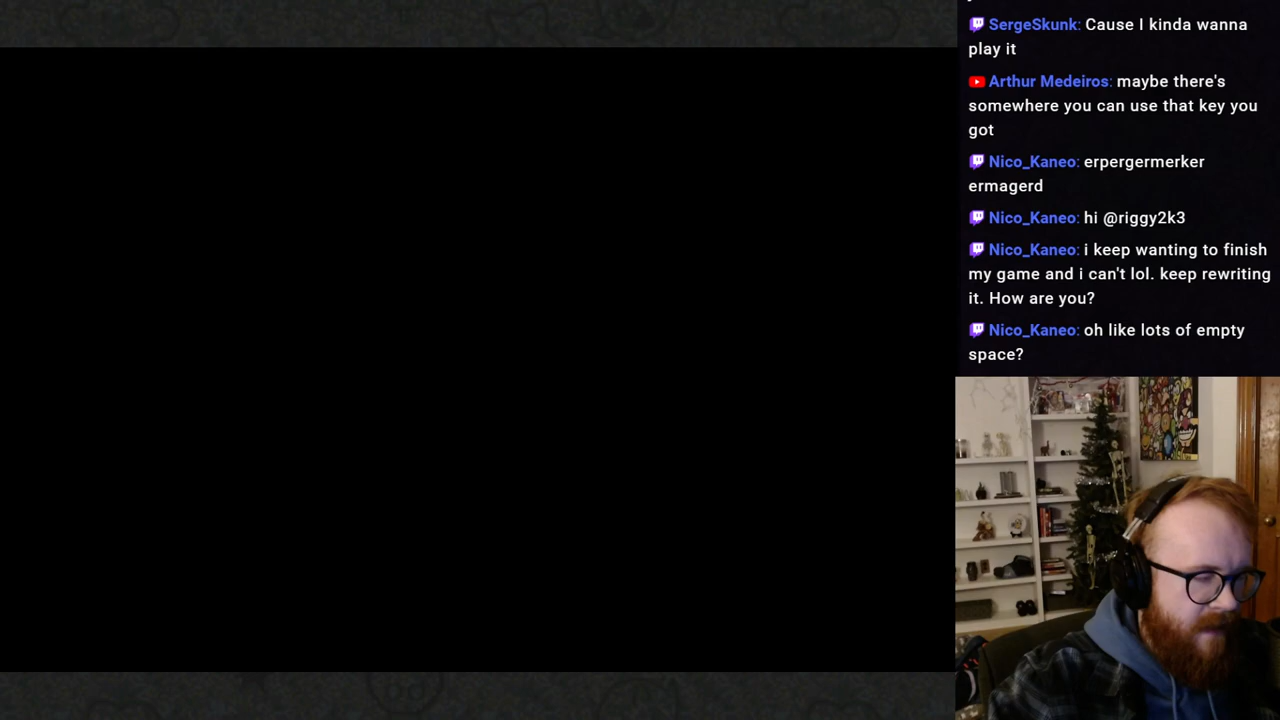 SergeSkunk: Cause I kinda wanna
play it
Arthur Medeiros: maybe there's
somewhere you can use that key you
got
Nico_Kaneo: erpergermerker
ermagerd
Nico_Kaneo: hi @riggy2k3
Nico_Kaneo: i keep wanting to finish
my game and i can't lol. keep rewriting
it. How are you?
Nico_Kaneo: oh like lots of empty
space?